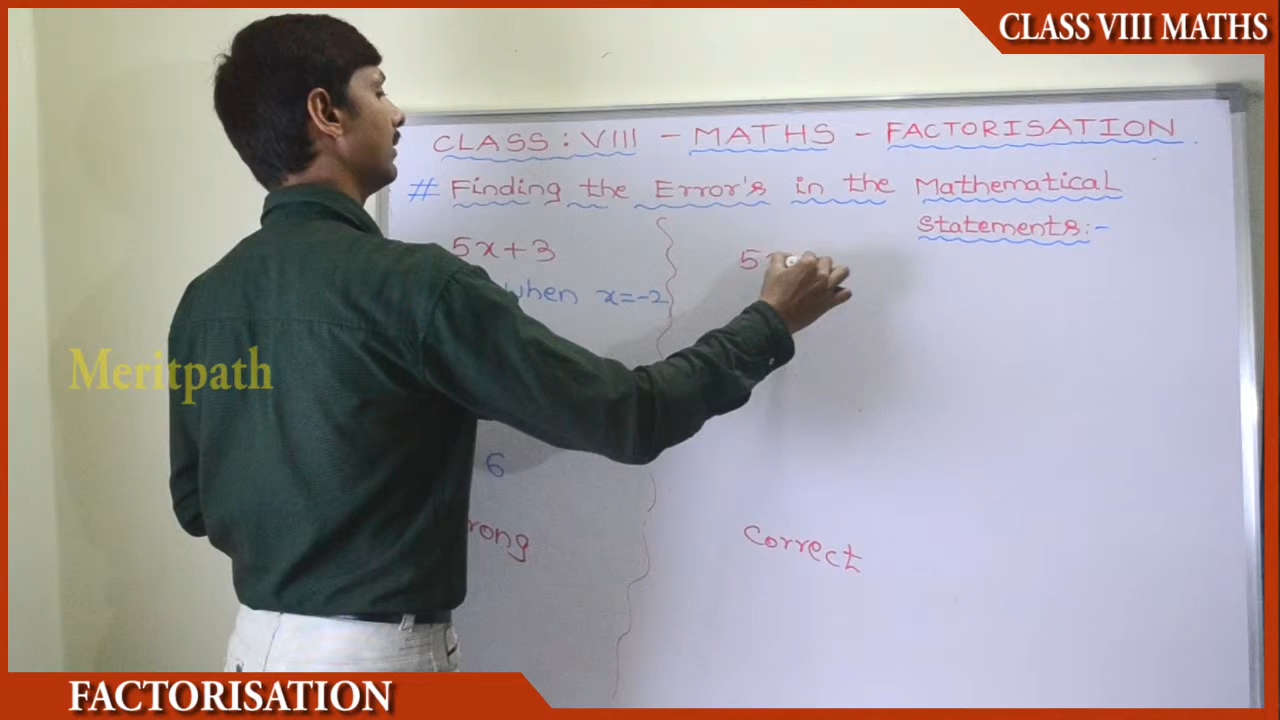 CLASS VIII MATHS
CLASS : VIII - MATHS - FACTORISATION
# Finding the Error's in the Mathematical
Statements:-
5x+3
when x=-2
6
rong
5
Correct
Meritpath
FACTORISATION